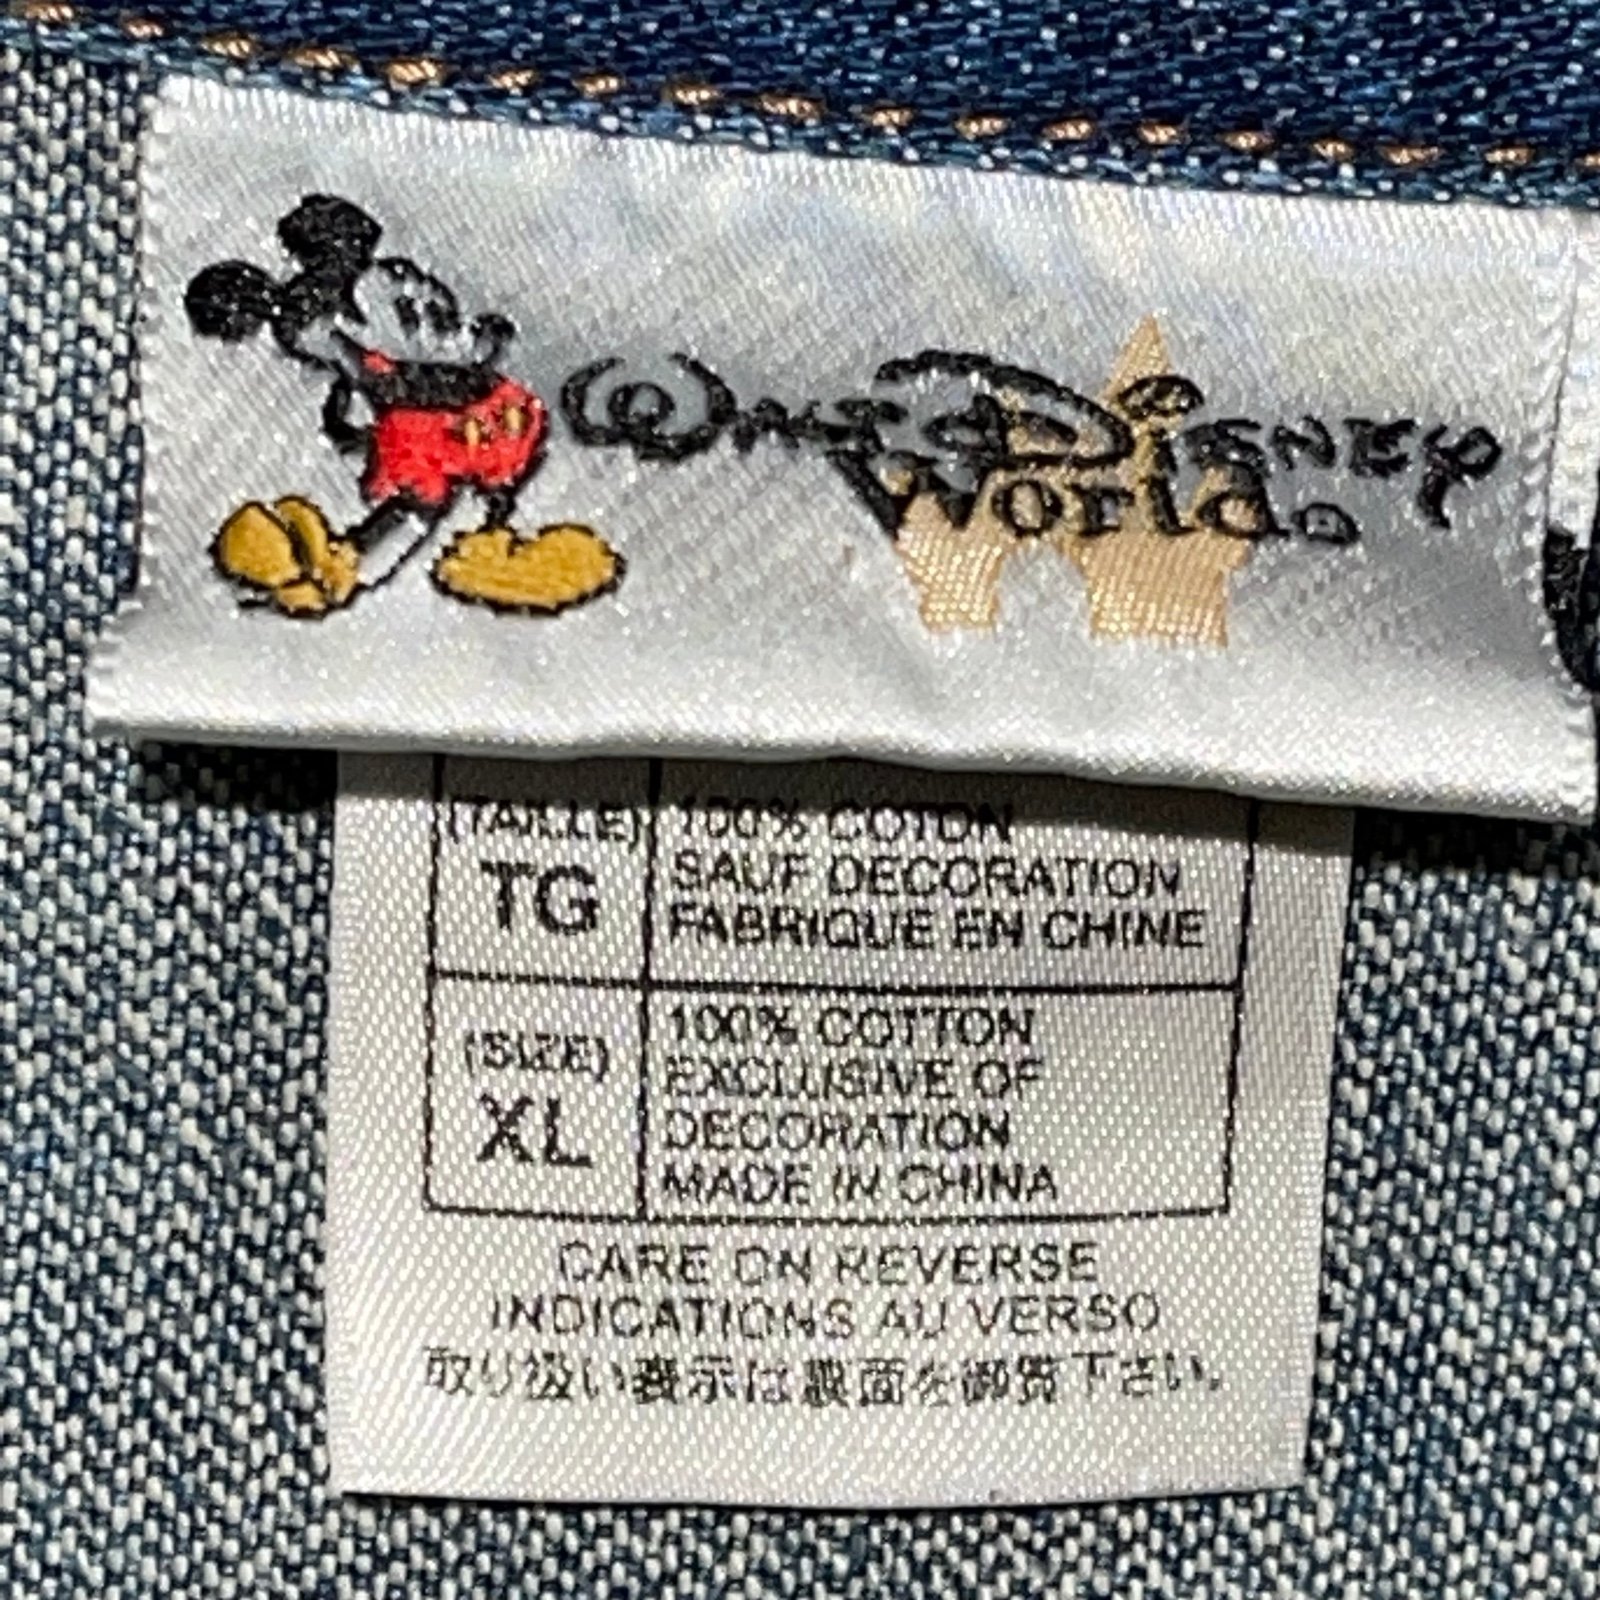 Walt Disney
World®
(TAILLE)
TG
100% COTON
SAUF DECORATION
FABRIQUE EN CHINE
(SIZE)
XL
100% COTTON
EXCLUSIVE OF
DECORATION
MADE IN CHINA
CARE ON REVERSE
INDICATIONS AU VERSO
取り扱い表示は裏面を御覧下さい。